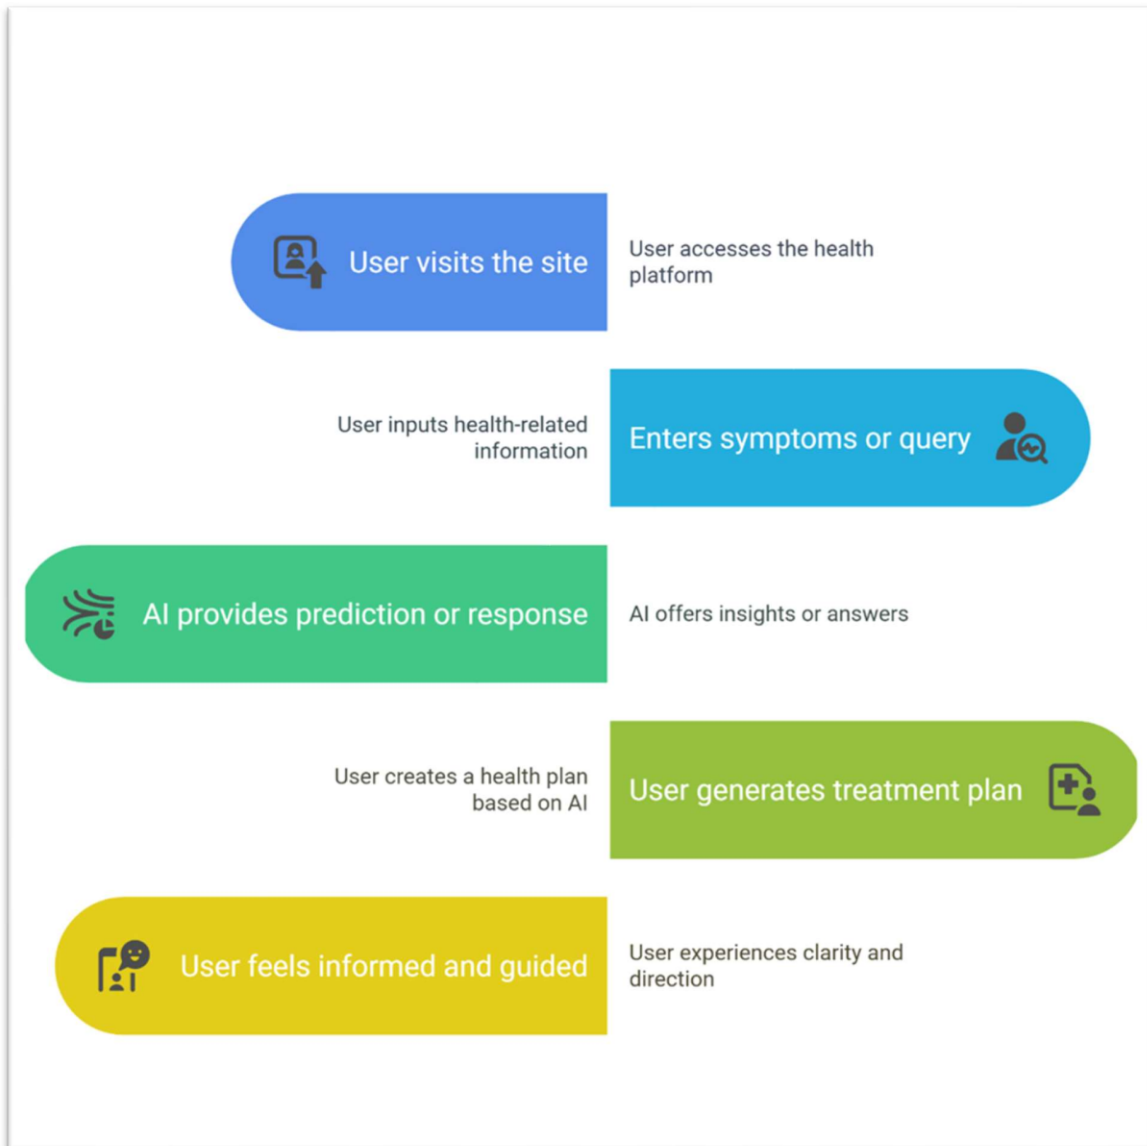 User visits the site
User accesses the health
platform
User inputs health-related
information
Enters symptoms or query
AI provides prediction or response
AI offers insights or answers
User creates a health plan
based on AI
User generates treatment plan
User feels informed and guided
User experiences clarity and
direction